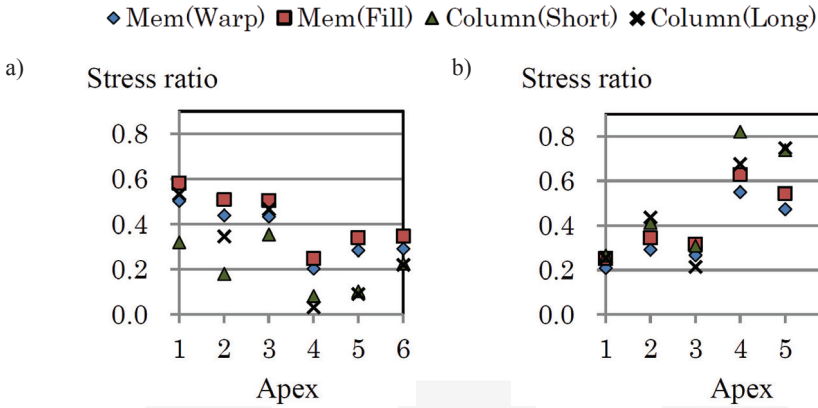 Mem(Warp) Mem(Fill) Column(Short) Column(Long)
a) Stress ratio
0.8
0.6
0.4
0.2
0.0
1 2 3 4 5 6
Apex
b) Stress ratio
0.8
0.6
0.4
0.2
0.0
1 2 3 4 5
Apex